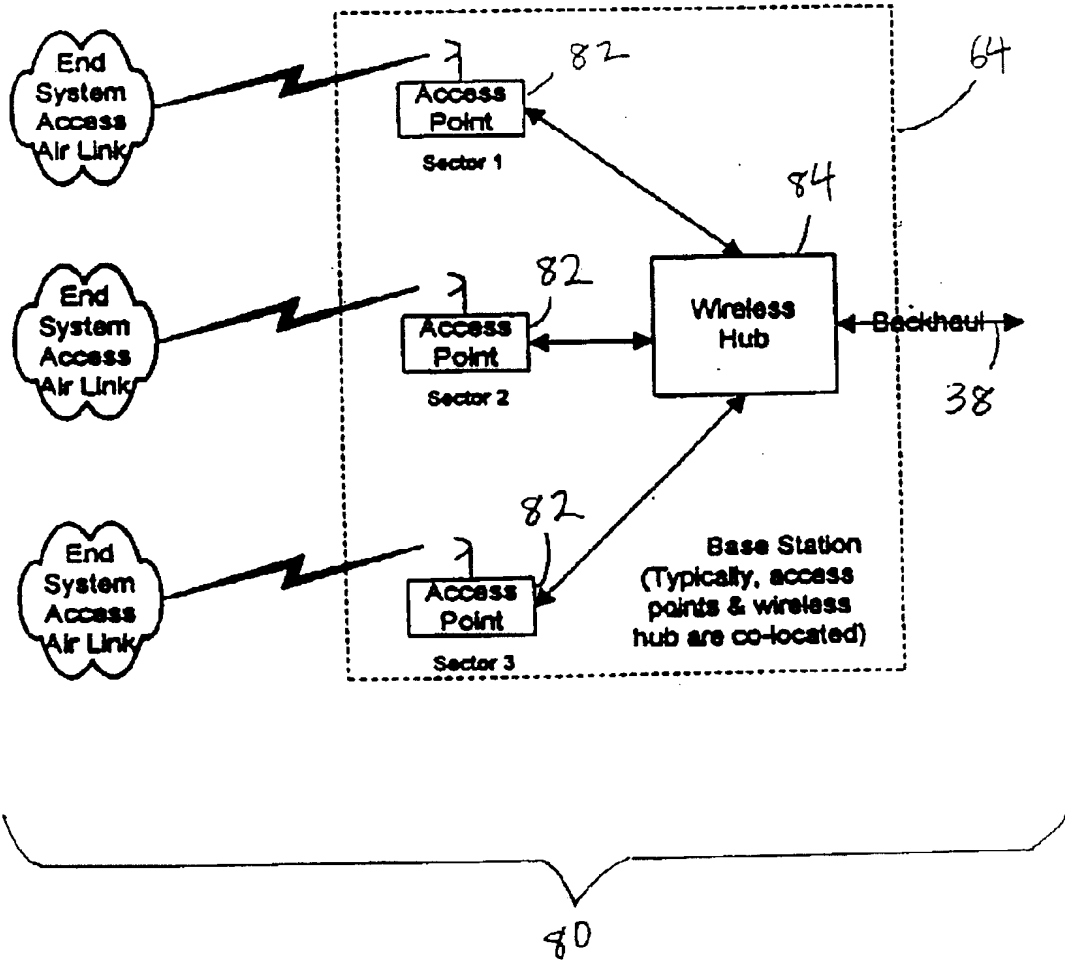 End
System
Access
Air Link
Access
Point
Sector 1
82
64
84
End
System
Access
Air Link
Access
Point
Sector 2
82
Wireless
Hub
Backhaul
38
End
System
Access
Air Link
Access
Point
Sector 3
82
Base Station
(Typically, access
points & wireless
hub are co-located)
80